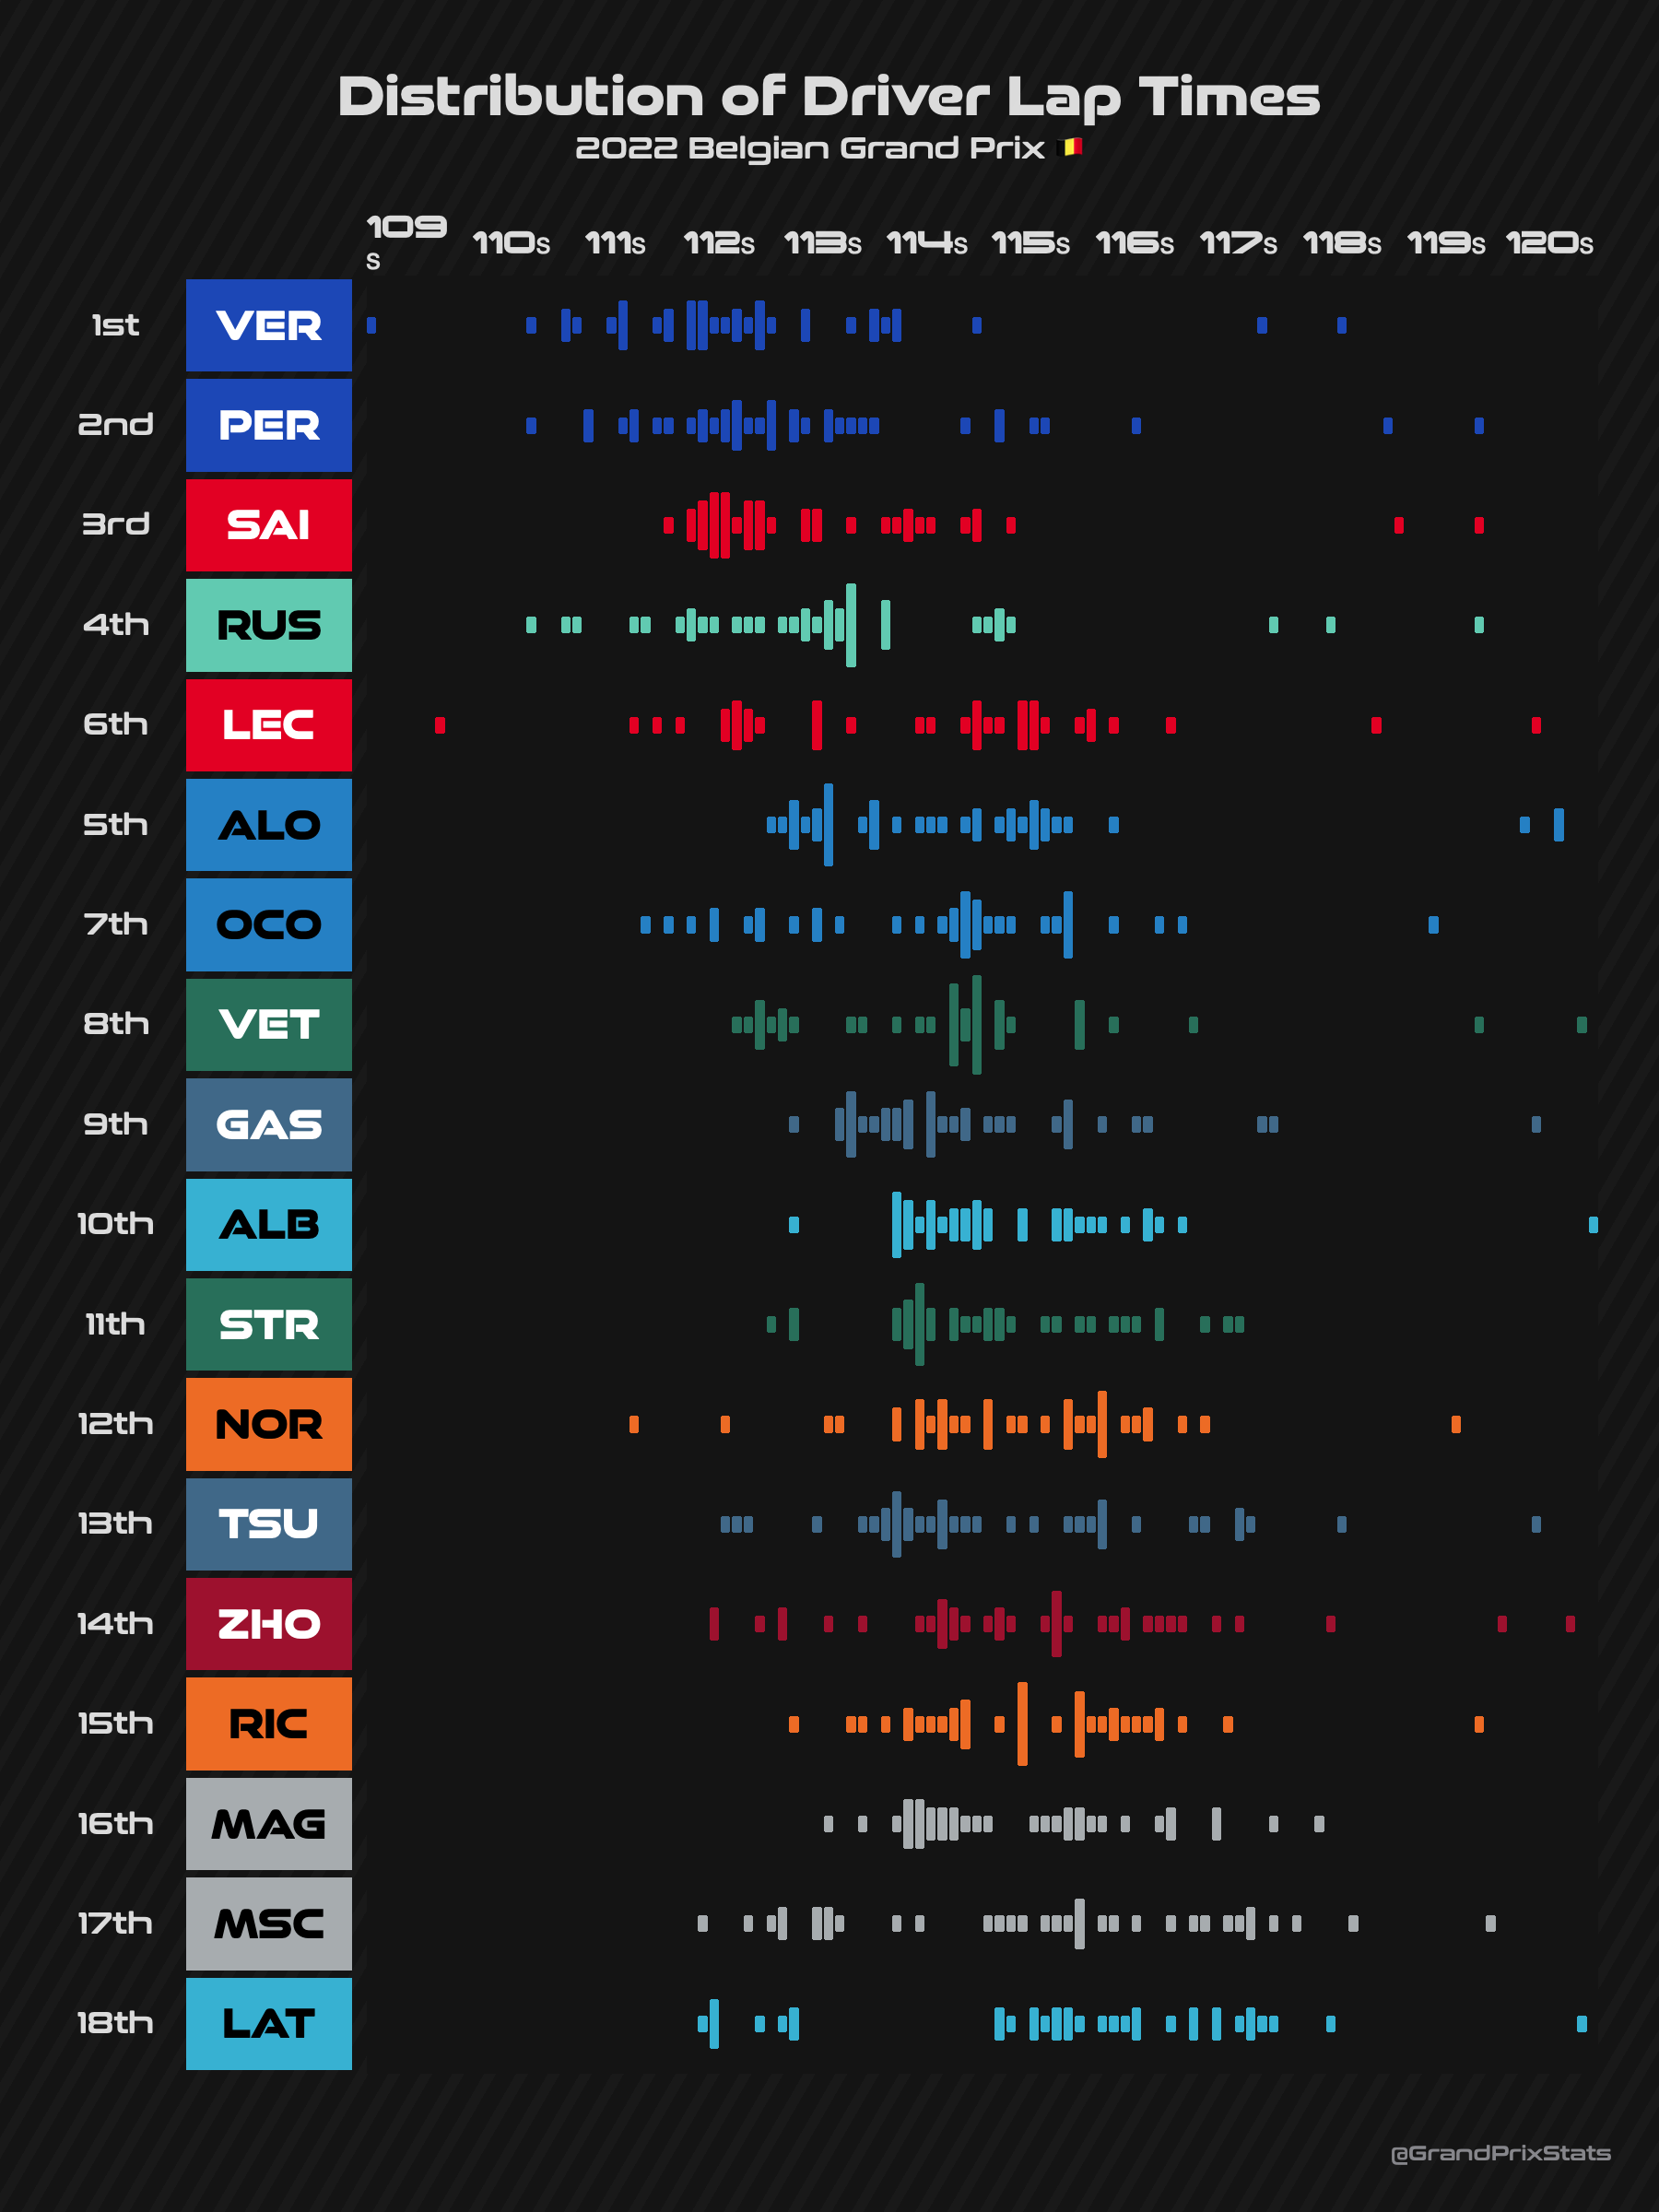 Distribution of Driver Lap Times
2022 Belgian Grand Prix 🇧🇪
109s 110s 111s 112s 113s 114s 115s 116s 117s 118s 119s 120s
1st VER
2nd PER
3rd SAI
4th RUS
6th LEC
5th ALO
7th OCO
8th VET
9th GAS
10th ALB
11th STR
12th NOR
13th TSU
14th ZHO
15th RIC
16th MAG
17th MSC
18th LAT
@GrandPrixStats